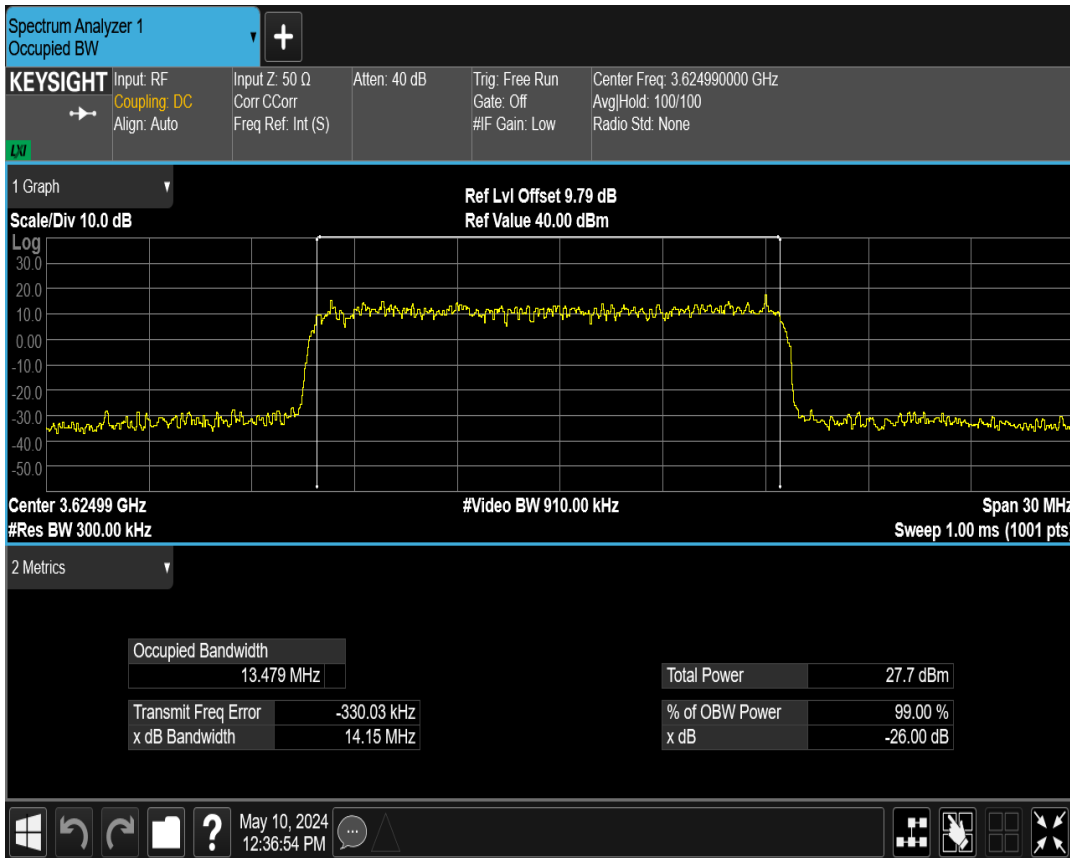 Spectrum Analyzer 1
Occupied BW
+
KEYSIGHT
LXI
Input: RF
Coupling: DC
Align: Auto
Input Z: 50 Ω
Corr CCorr
Freq Ref: Int (S)
Atten: 40 dB
Trig: Free Run
Gate: Off
#IF Gain: Low
Center Freq: 3.624990000 GHz
Avg|Hold: 100/100
Radio Std: None
1 Graph
Scale/Div 10.0 dB
Ref Lvl Offset 9.79 dB
Ref Value 40.00 dBm
Log
30.0
20.0
10.0
0.00
-10.0
-20.0
-30.0
-40.0
-50.0
Center 3.62499 GHz
#Video BW 910.00 kHz
Span 30 MHz
#Res BW 300.00 kHz
Sweep 1.00 ms (1001 pts)
2 Metrics
Occupied Bandwidth
13.479 MHz
Total Power 27.7 dBm
Transmit Freq Error -330.03 kHz
% of OBW Power 99.00 %
x dB Bandwidth 14.15 MHz
x dB -26.00 dB
?
May 10, 2024
12:36:54 PM